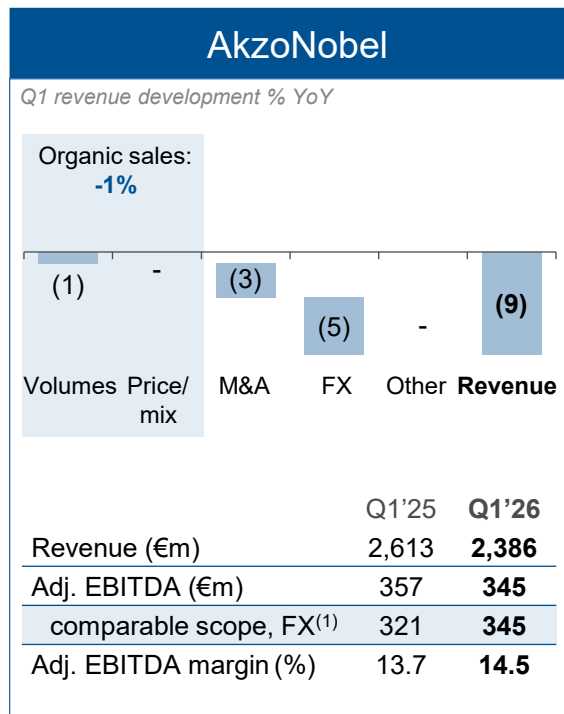 AkzoNobel
Q1 revenue development % YoY
Organic sales:
-1%
(1)
-
(3)
(5)
-
(9)
Volumes Price/ M&A FX Other Revenue
mix
Q1’25 Q1’26
Revenue (€m) 2,613 2,386
Adj. EBITDA (€m) 357 345
comparable scope, FX(1) 321 345
Adj. EBITDA margin (%) 13.7 14.5